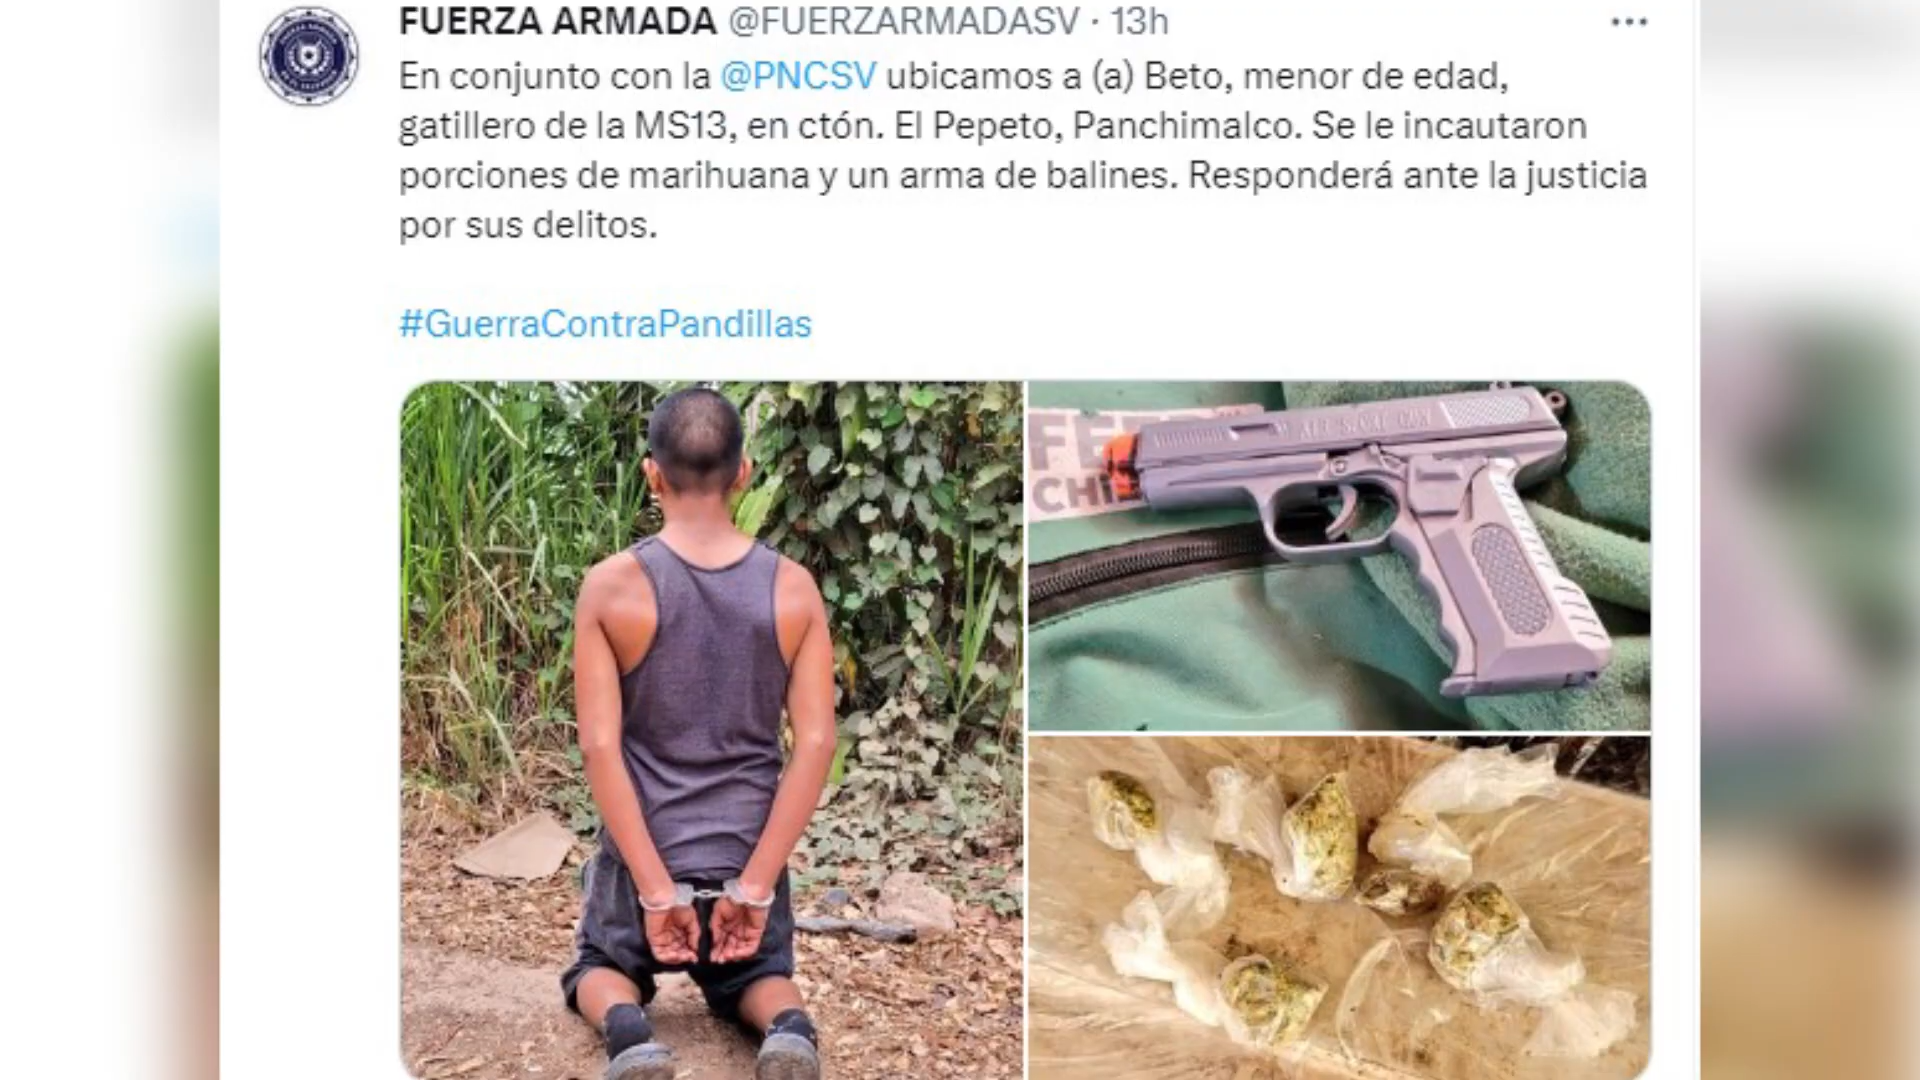 FUERZA ARMADA @FUERZARMADASV · 13h
En conjunto con la @PNCSV ubicamos a (a) Beto, menor de edad,
gatillero de la MS13, en ctón. El Pepeto, Panchimalco. Se le incautaron
porciones de marihuana y un arma de balines. Responderá ante la justicia
por sus delitos.
#GuerraContraPandillas